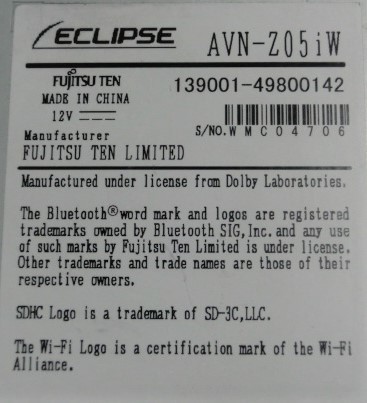 ECLIPSE AVN-Z05iW
FUJITSU TEN 139001-49800142
MADE IN CHINA
12V
S/NO.WMC04706
Manufacturer
FUJITSU TEN LIMITED
Manufactured under license from Dolby Laboratories.
The Bluetooth® word mark and logos are registered
trademarks owned by Bluetooth SIG,Inc. and any use
of such marks by Fujitsu Ten Limited is under license.
Other trademarks and trade names are those of their
respective owners.
SDHC Logo is a trademark of SD-3C,LLC.
The Wi-Fi Logo is a certification mark of the Wi-Fi
Alliance.